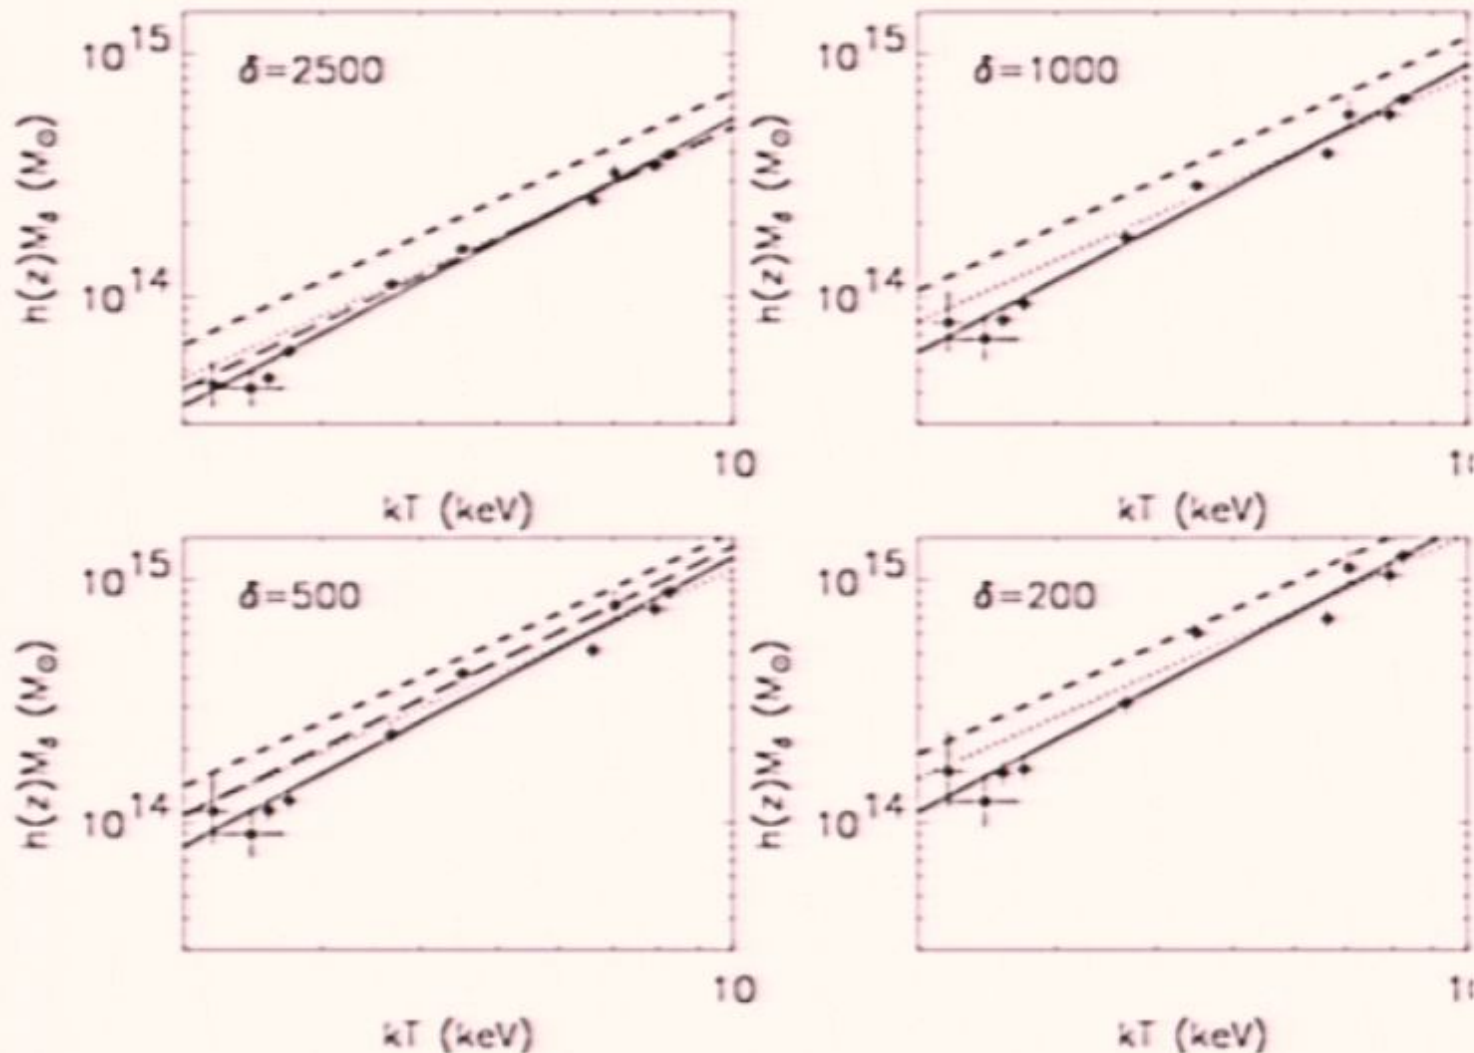 10^15
δ=2500
h(z)M_δ (M_⊙)
10^14
10
kT (keV)
10^15
δ=1000
h(z)M_δ (M_⊙)
10^14
kT (keV)
10^15
δ=500
h(z)M_δ (M_⊙)
10^14
10
kT (keV)
10^15
δ=200
h(z)M_δ (M_⊙)
10^14
kT (keV)